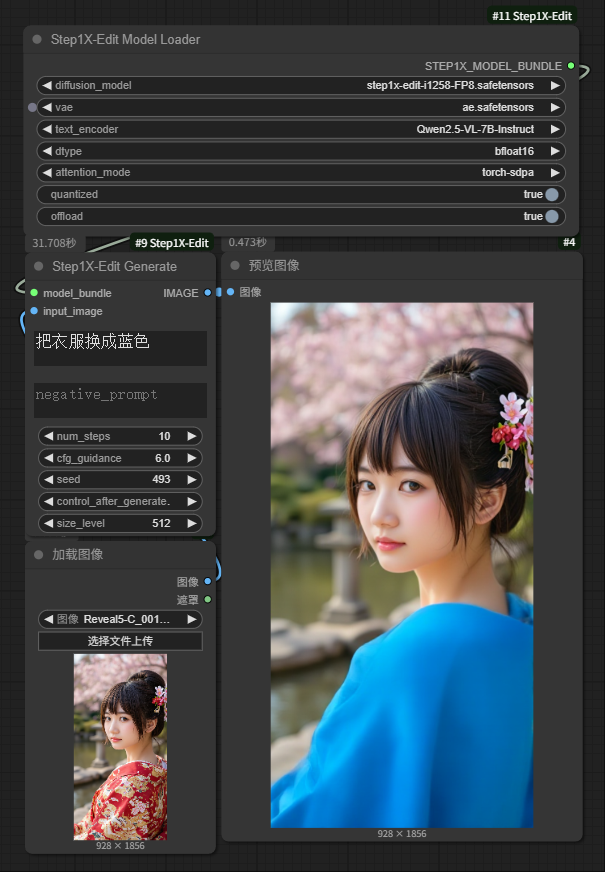 #11 Step1X-Edit
Step1X-Edit Model Loader
STEP1X_MODEL_BUNDLE
diffusion_model step1x-edit-i1258-FP8.safetensors
vae ae.safetensors
text_encoder Qwen2.5-VL-7B-Instruct
dtype bfloat16
attention_mode torch-sdpa
quantized true
offload true
31.708秒
#9 Step1X-Edit
Step1X-Edit Generate
model_bundle IMAGE
input_image
把衣服换成蓝色
negative_prompt
num_steps 10
cfg_guidance 6.0
seed 493
control_after_generate.
size_level 512
加载图像
图像
遮罩
图像 Reveal5-C_001...
选择文件上传
928 × 1856
0.473秒
#4
预览图像
图像
928 × 1856